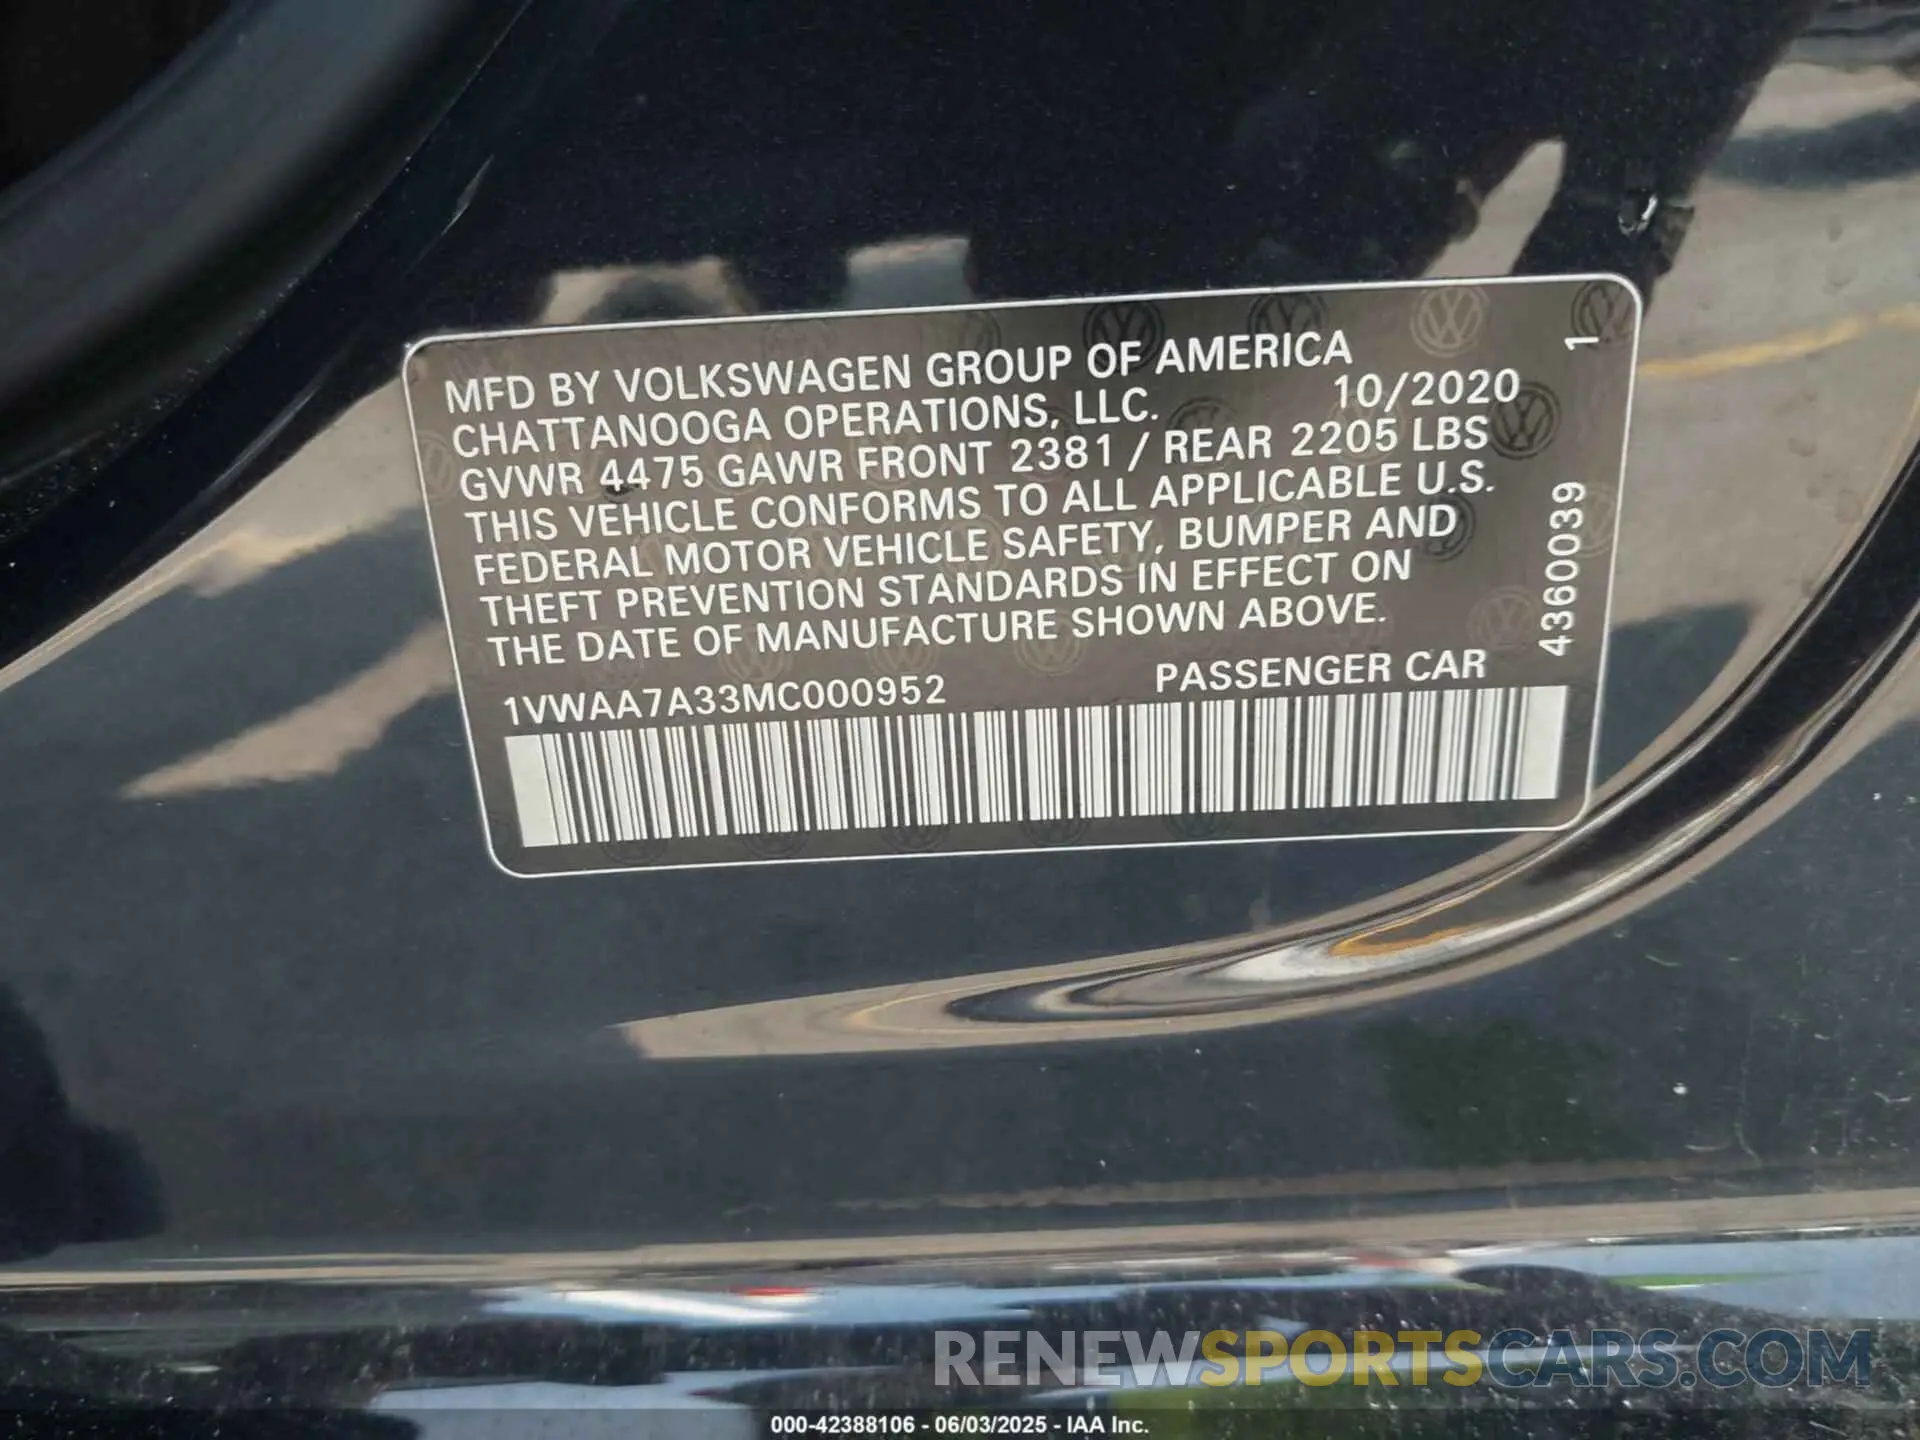 MFD BY VOLKSWAGEN GROUP OF AMERICA
CHATTANOOGA OPERATIONS, LLC. 10/2020
GVWR 4475 GAWR FRONT 2381 / REAR 2205 LBS
THIS VEHICLE CONFORMS TO ALL APPLICABLE U.S.
FEDERAL MOTOR VEHICLE SAFETY, BUMPER AND
THEFT PREVENTION STANDARDS IN EFFECT ON
THE DATE OF MANUFACTURE SHOWN ABOVE.
1VWAA7A33MC000952 PASSENGER CAR
4360039 1
RENEWSPORTSCARS.COM
000-42388106 - 06/03/2025 - IAA Inc.